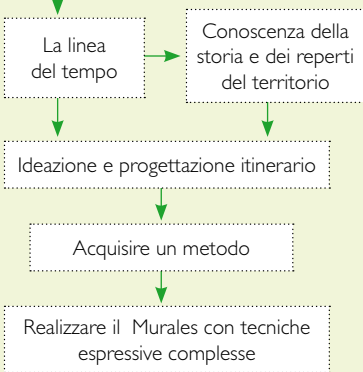 La linea
del tempo
Conoscenza della
storia e dei reperti
del territorio
Ideazione e progettazione itinerario
Acquisire un metodo
Realizzare il Murales con tecniche
espressive complesse